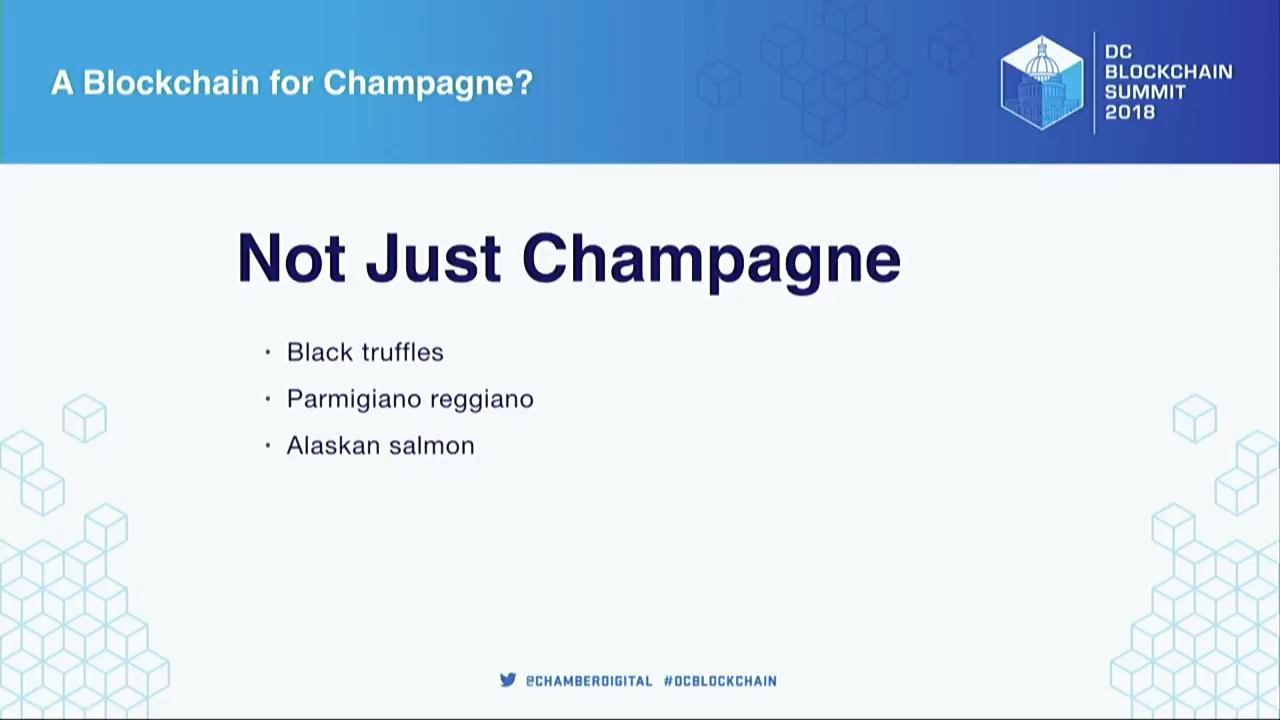 A Blockchain for Champagne?
DC
BLOCKCHAIN
SUMMIT
2018
Not Just Champagne
• Black truffles
• Parmigiano reggiano
• Alaskan salmon
@CHAMBERDIGITAL #DCBLOCKCHAIN